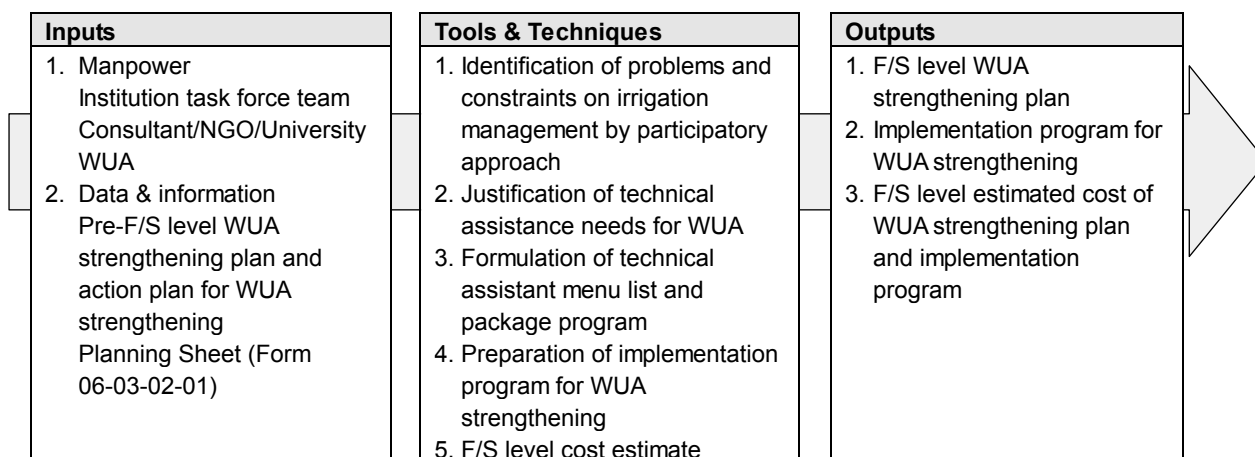 Inputs
1. Manpower
Institution task force team
Consultant/NGO/University
WUA
2. Data & information
Pre-F/S level WUA
strengthening plan and
action plan for WUA
strengthening
Planning Sheet (Form
06-03-02-01)
Tools & Techniques
1. Identification of problems and
constraints on irrigation
management by participatory
approach
2. Justification of technical
assistance needs for WUA
3. Formulation of technical
assistant menu list and
package program
4. Preparation of implementation
program for WUA
strengthening
5. F/S level cost estimate
Outputs
1. F/S level WUA
strengthening plan
2. Implementation program for
WUA strengthening
3. F/S level estimated cost of
WUA strengthening plan
and implementation
program